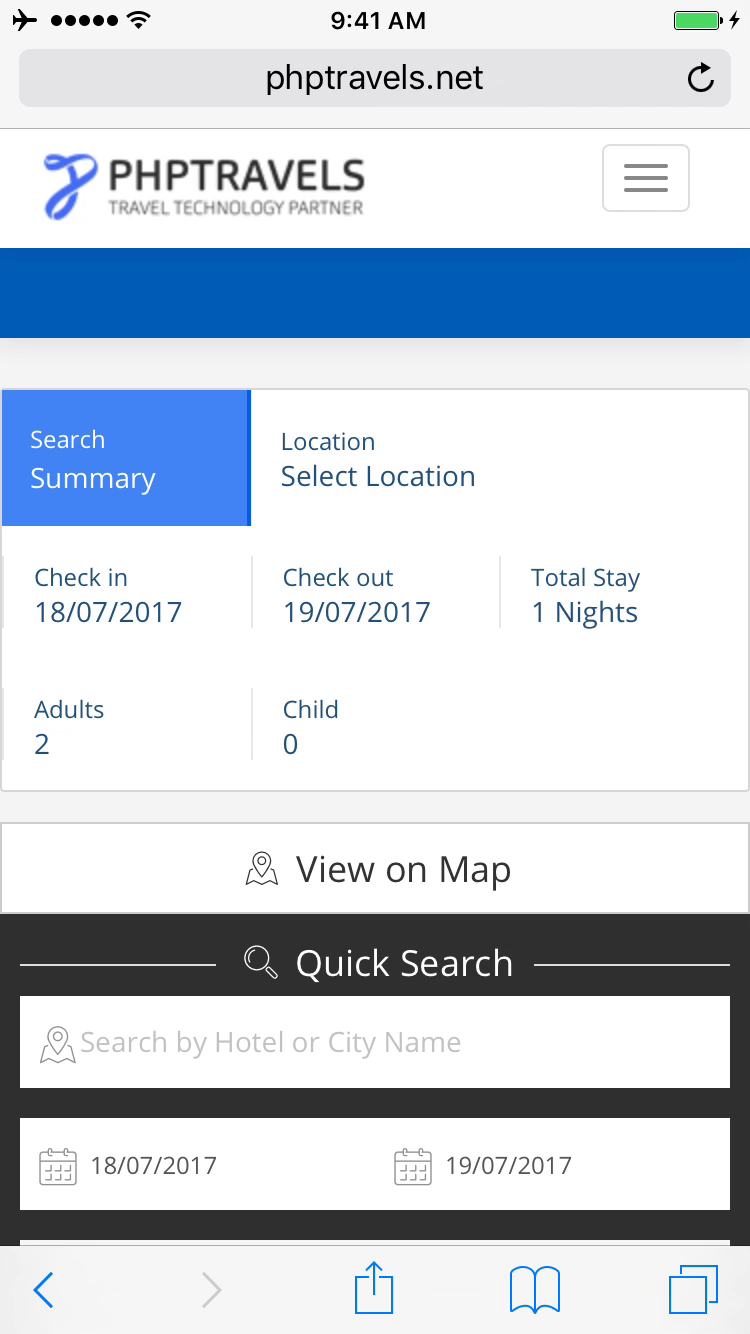 9:41 AM
phptravels.net
PHPTRAVELS
TRAVEL TECHNOLOGY PARTNER
Search
Summary
Location
Select Location
Check in
18/07/2017
Check out
19/07/2017
Total Stay
1 Nights
Adults
2
Child
0
View on Map
Quick Search
Search by Hotel or City Name
18/07/2017
19/07/2017